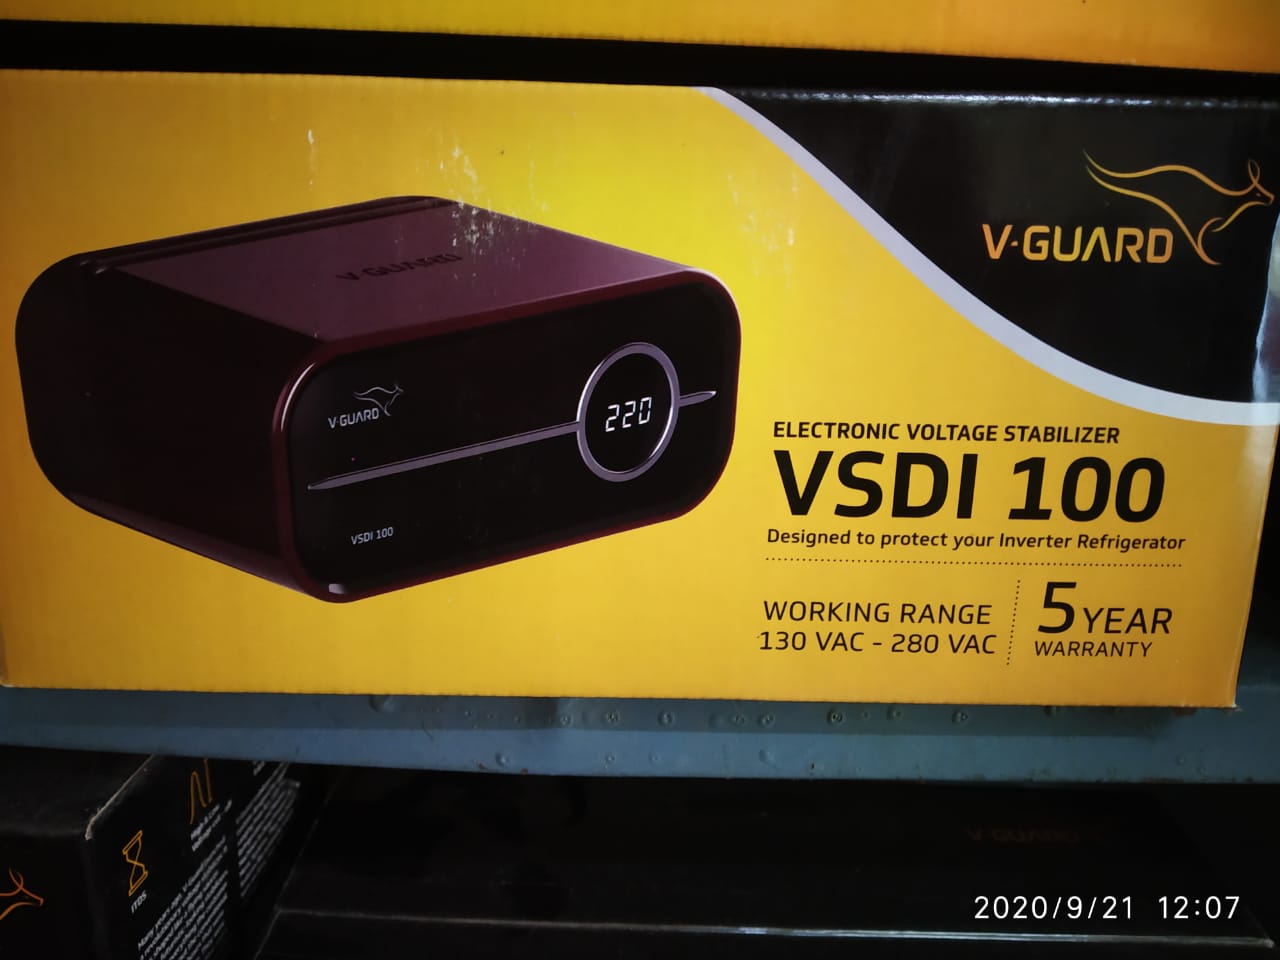 V-GUARD
V-GUARD
V-GUARD
220
VSDI 100
ELECTRONIC VOLTAGE STABILIZER
VSDI 100
Designed to protect your Inverter Refrigerator
WORKING RANGE
130 VAC - 280 VAC
5 YEAR
WARRANTY
V-GUARD
ITDS
2020/9/21 12:07